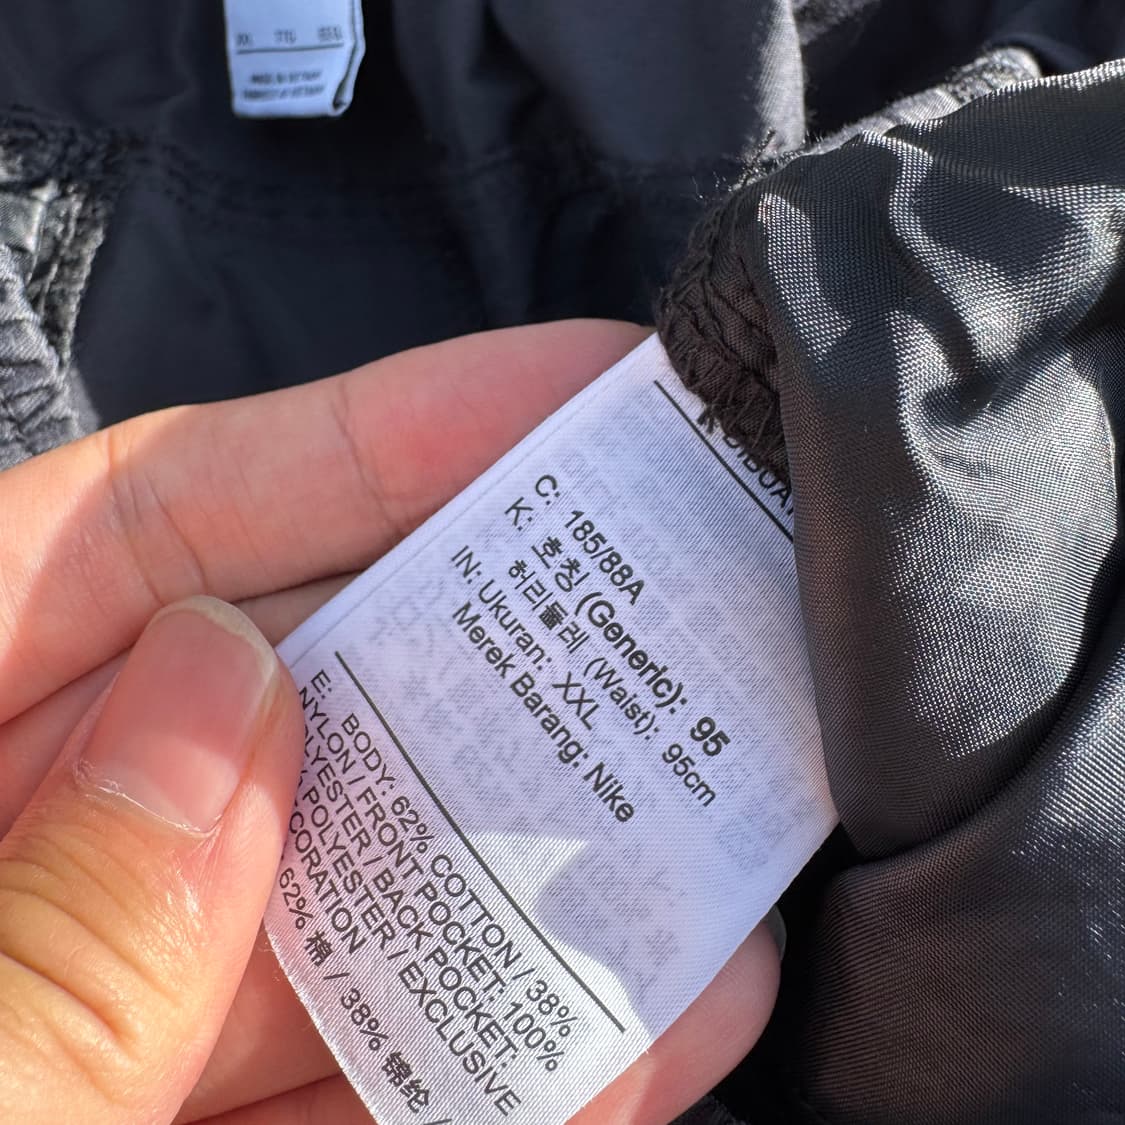 DIBUA
C: 185/88A
K: 호칭 (Generic): 95
허리둘레 (Waist): 95cm
IN: Ukuran: XXL
Merek Barang: Nike
E: BODY: 62% COTTON / 38%
NYLON / FRONT POCKET: 100%
POLYESTER / BACK POCKET:
POLYESTER / EXCLUSIVE
CORATION
62% 棉 / 38% 锦纶 /